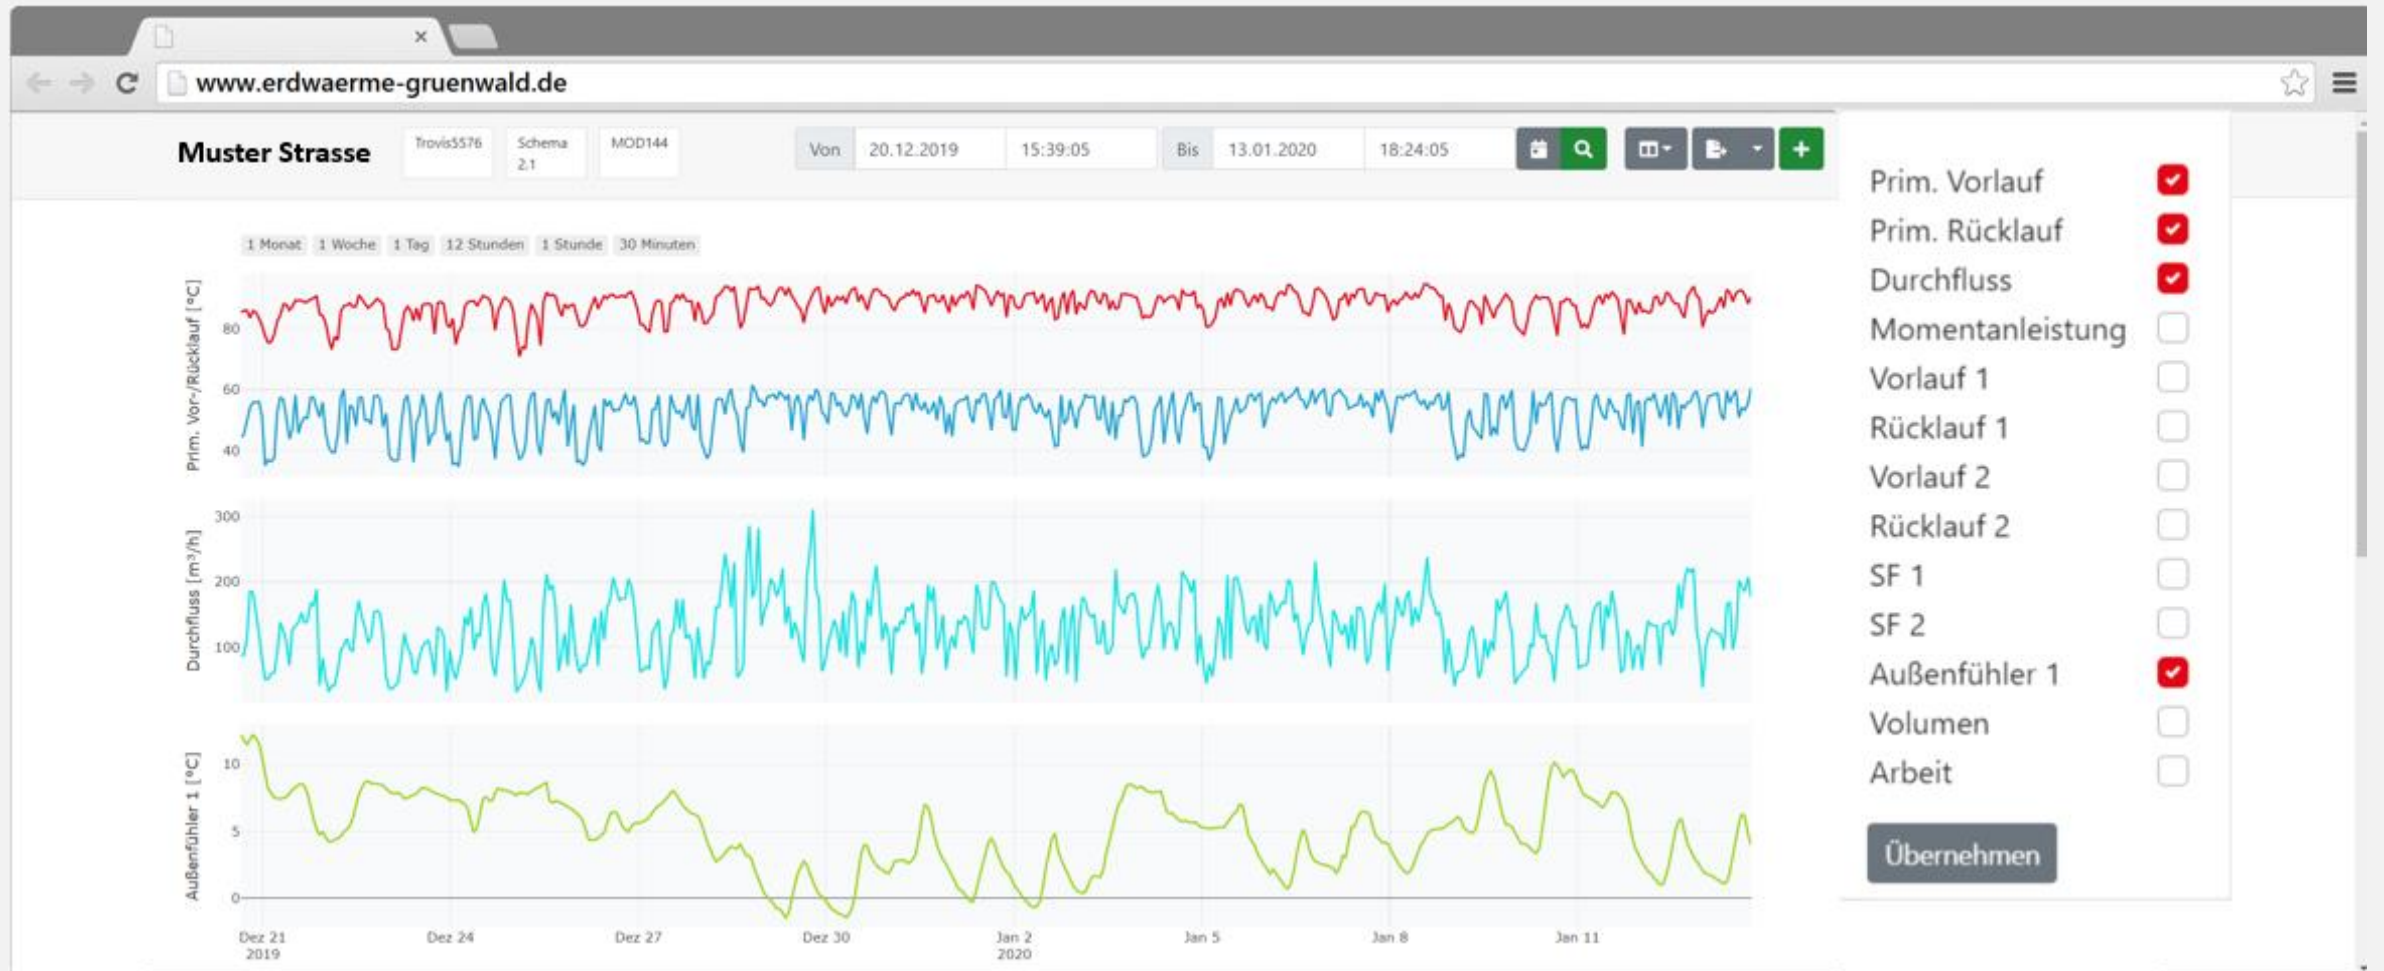 www.erdwaerme-gruenwald.de
Muster Strasse
Trovis5576
Schema
2.1
MOD144
Von 20.12.2019 15:39:05 Bis 13.01.2020 18:24:05
1 Monat 1 Woche 1 Tag 12 Stunden 1 Stunde 30 Minuten
Prim. Vor-/Rücklauf [°C]
80
60
40
Durchfluss [m³/h]
300
200
100
Außenfühler 1 [°C]
10
5
0
Dez 21 Dez 24 Dez 27 Dez 30 Jan 2 Jan 5 Jan 8 Jan 11
2019 2020
Prim. Vorlauf
Prim. Rücklauf
Durchfluss
Momentanleistung
Vorlauf 1
Rücklauf 1
Vorlauf 2
Rücklauf 2
SF 1
SF 2
Außenfühler 1
Volumen
Arbeit
Übernehmen